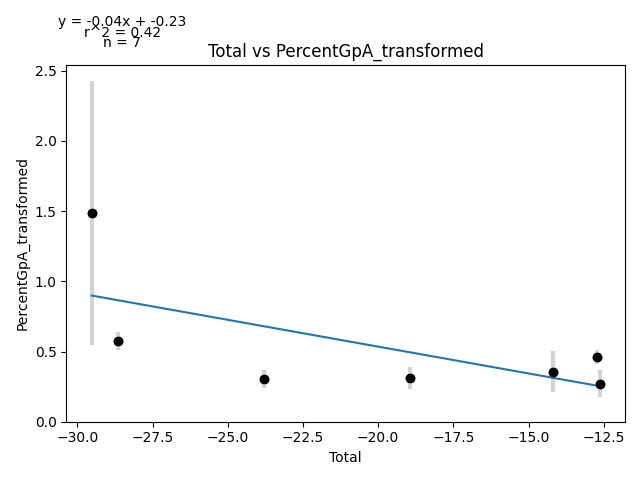 y = -0.04x + -0.23
r^2 = 0.42
n = 7
Total vs PercentGpA_transformed
2.5
2.0
1.5
1.0
0.5
0.0
PercentGpA_transformed
−30.0 −27.5 −25.0 −22.5 −20.0 −17.5 −15.0 −12.5
Total